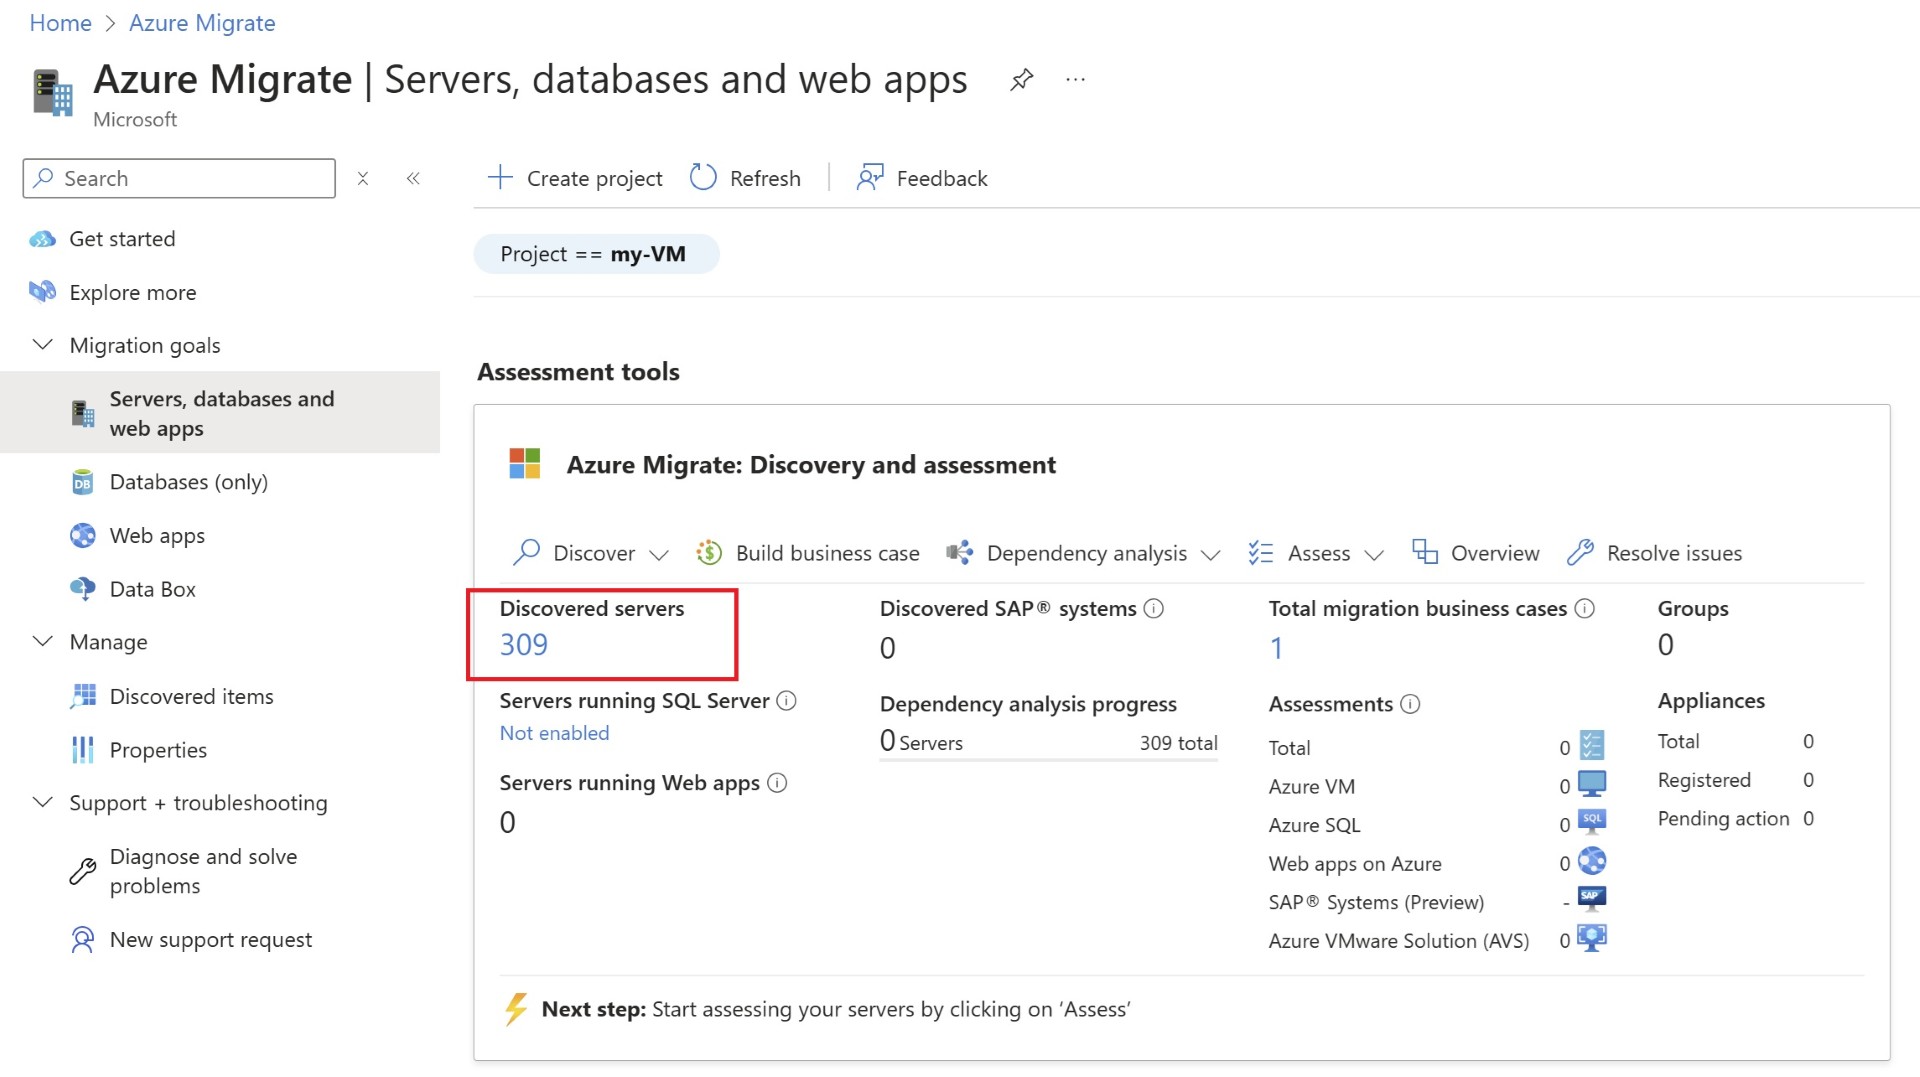 Home > Azure Migrate
Azure Migrate | Servers, databases and web apps
Microsoft
Search
Get started
Explore more
Migration goals
Servers, databases and
web apps
Databases (only)
Web apps
Data Box
Manage
Discovered items
Properties
Support + troubleshooting
Diagnose and solve
problems
New support request
Create project
Refresh
Feedback
Project == my-VM
Assessment tools
Azure Migrate: Discovery and assessment
Discover
Build business case
Dependency analysis
Assess
Overview
Resolve issues
Discovered servers
309
Servers running SQL Server
Not enabled
Servers running Web apps
0
Discovered SAP® systems
0
Dependency analysis progress
0 Servers 309 total
Total migration business cases
1
Assessments
Total 0
Azure VM 0
Azure SQL 0
SQL
Web apps on Azure 0
SAP® Systems (Preview) -
SAP
Azure VMware Solution (AVS) 0
Groups
0
Appliances
Total 0
Registered 0
Pending action 0
Next step: Start assessing your servers by clicking on ‘Assess’
DB